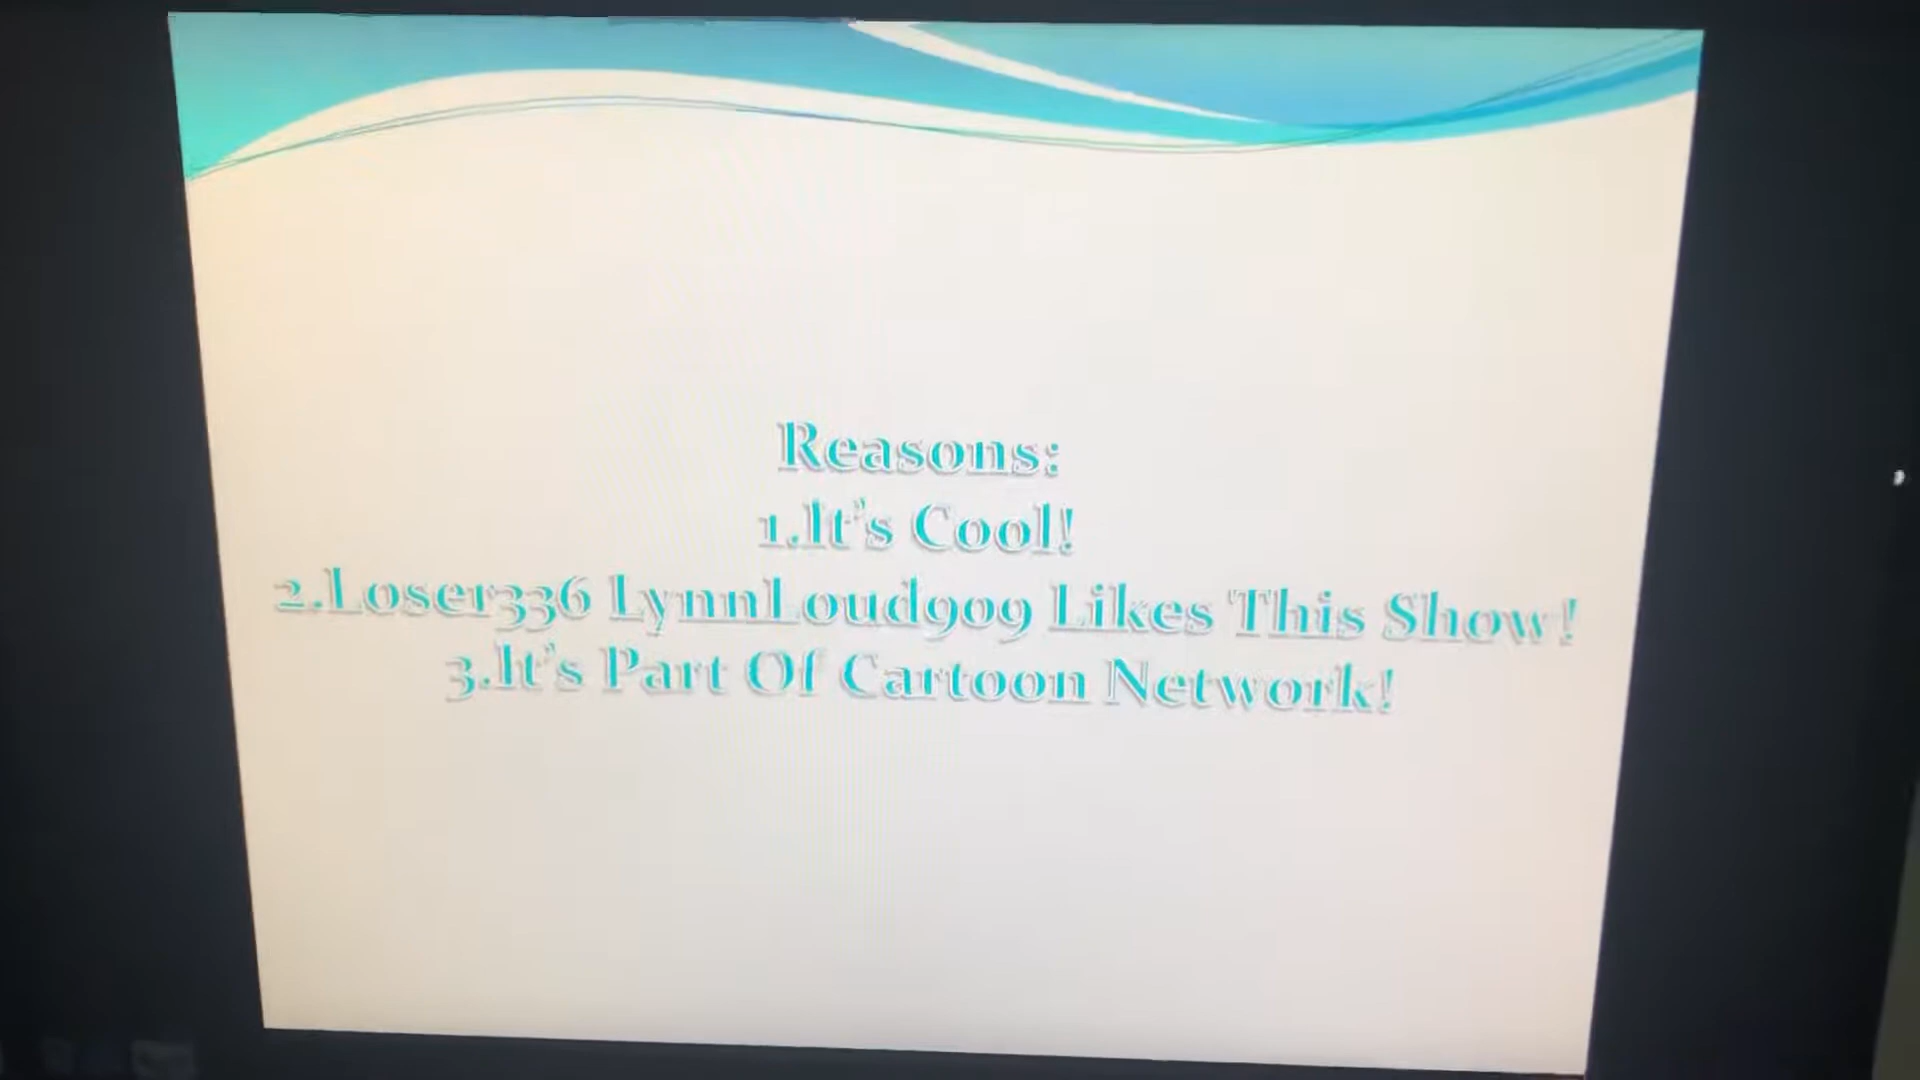 Reasons:
1.It's Cool!
2.Loser336 LynnLoud909 Likes This Show!
3.It's Part Of Cartoon Network!